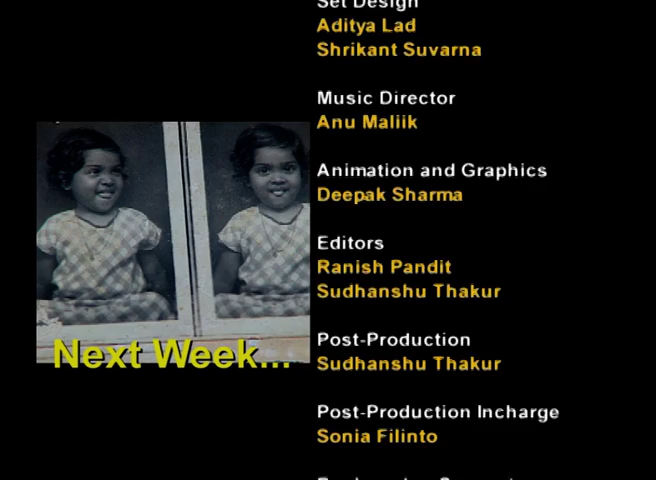 Set Design
Aditya Lad
Shrikant Suvarna
Music Director
Anu Maliik
Animation and Graphics
Deepak Sharma
Editors
Ranish Pandit
Sudhanshu Thakur
Post-Production
Sudhanshu Thakur
Post-Production Incharge
Sonia Filinto
Next Week...